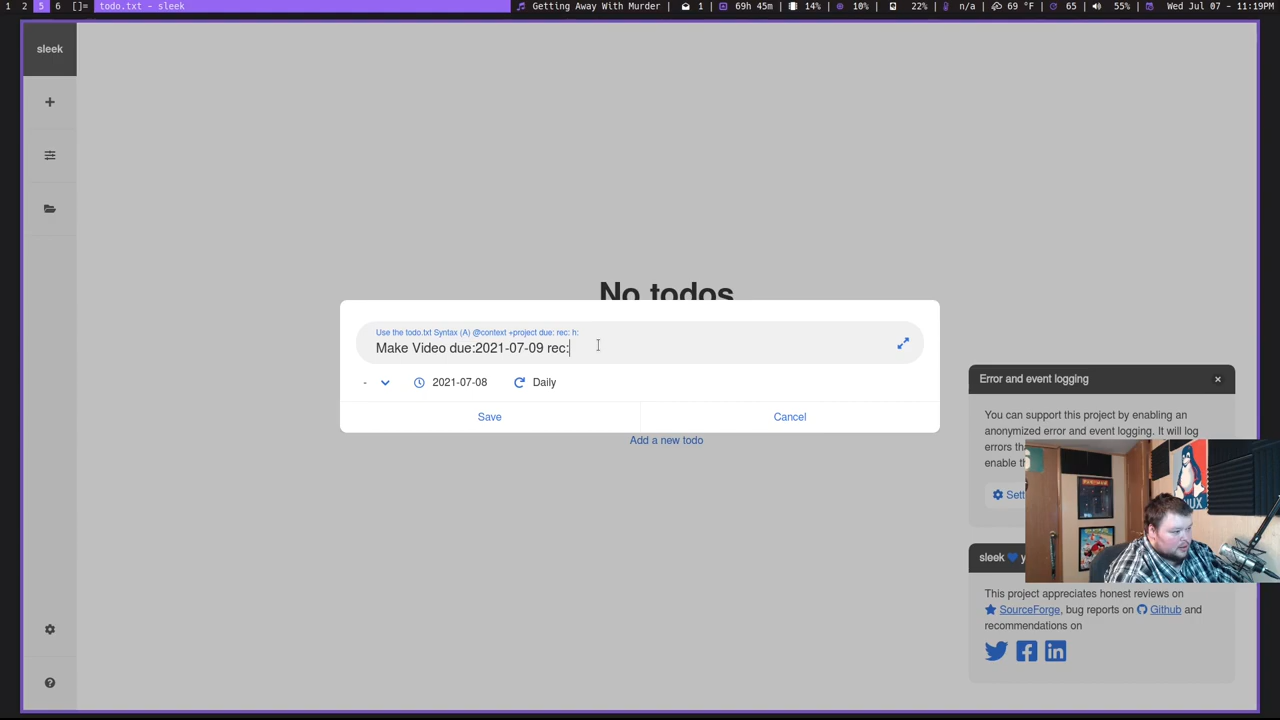 1 2 5 6 []= todo.txt - sleek Getting Away With Murder 1 69h 45m 14% 10% 22% n/a 69 °F 65 55% Wed Jul 07 - 11:19PM
sleek
No todos
Use the todo.txt Syntax (A) @context +project due: rec: h:
Make Video due:2021-07-09 rec:
- 2021-07-08 Daily
Save Cancel
Add a new todo
Error and event logging ×
You can support this project by enabling an
anonymized error and event logging. It will log
errors
enable
Sett
UX
sleek
This project appreciates honest reviews on
SourceForge, bug reports on Github and
recommendations on